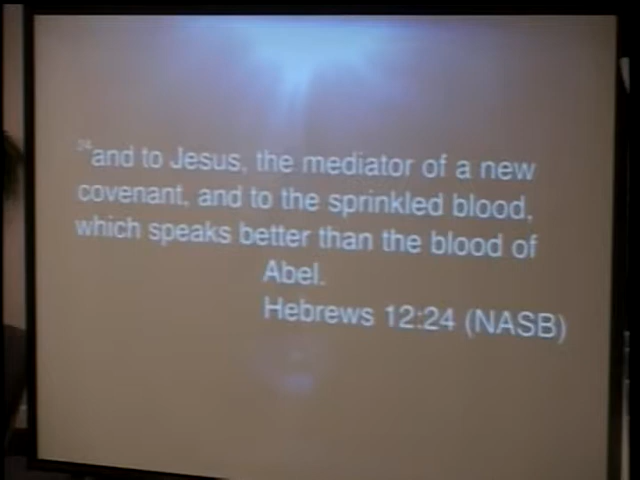 24and to Jesus, the mediator of a new
covenant, and to the sprinkled blood,
which speaks better than the blood of
Abel.
Hebrews 12:24 (NASB)